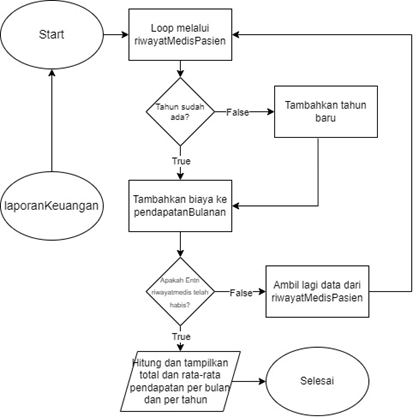 Start
Loop melalui
riwayatMedisPasien
Tahun sudah
ada?
False
Tambahkan tahun
baru
True
laporanKeuangan
Tambahkan biaya ke
pendapatanBulanan
Apakah Entri
riwayatmedis telah
habis?
False
Ambil lagi data dari
riwayatMedisPasien
True
Hitung dan tampilkan
total dan rata-rata
pendapatan per bulan
dan per tahun
Selesai